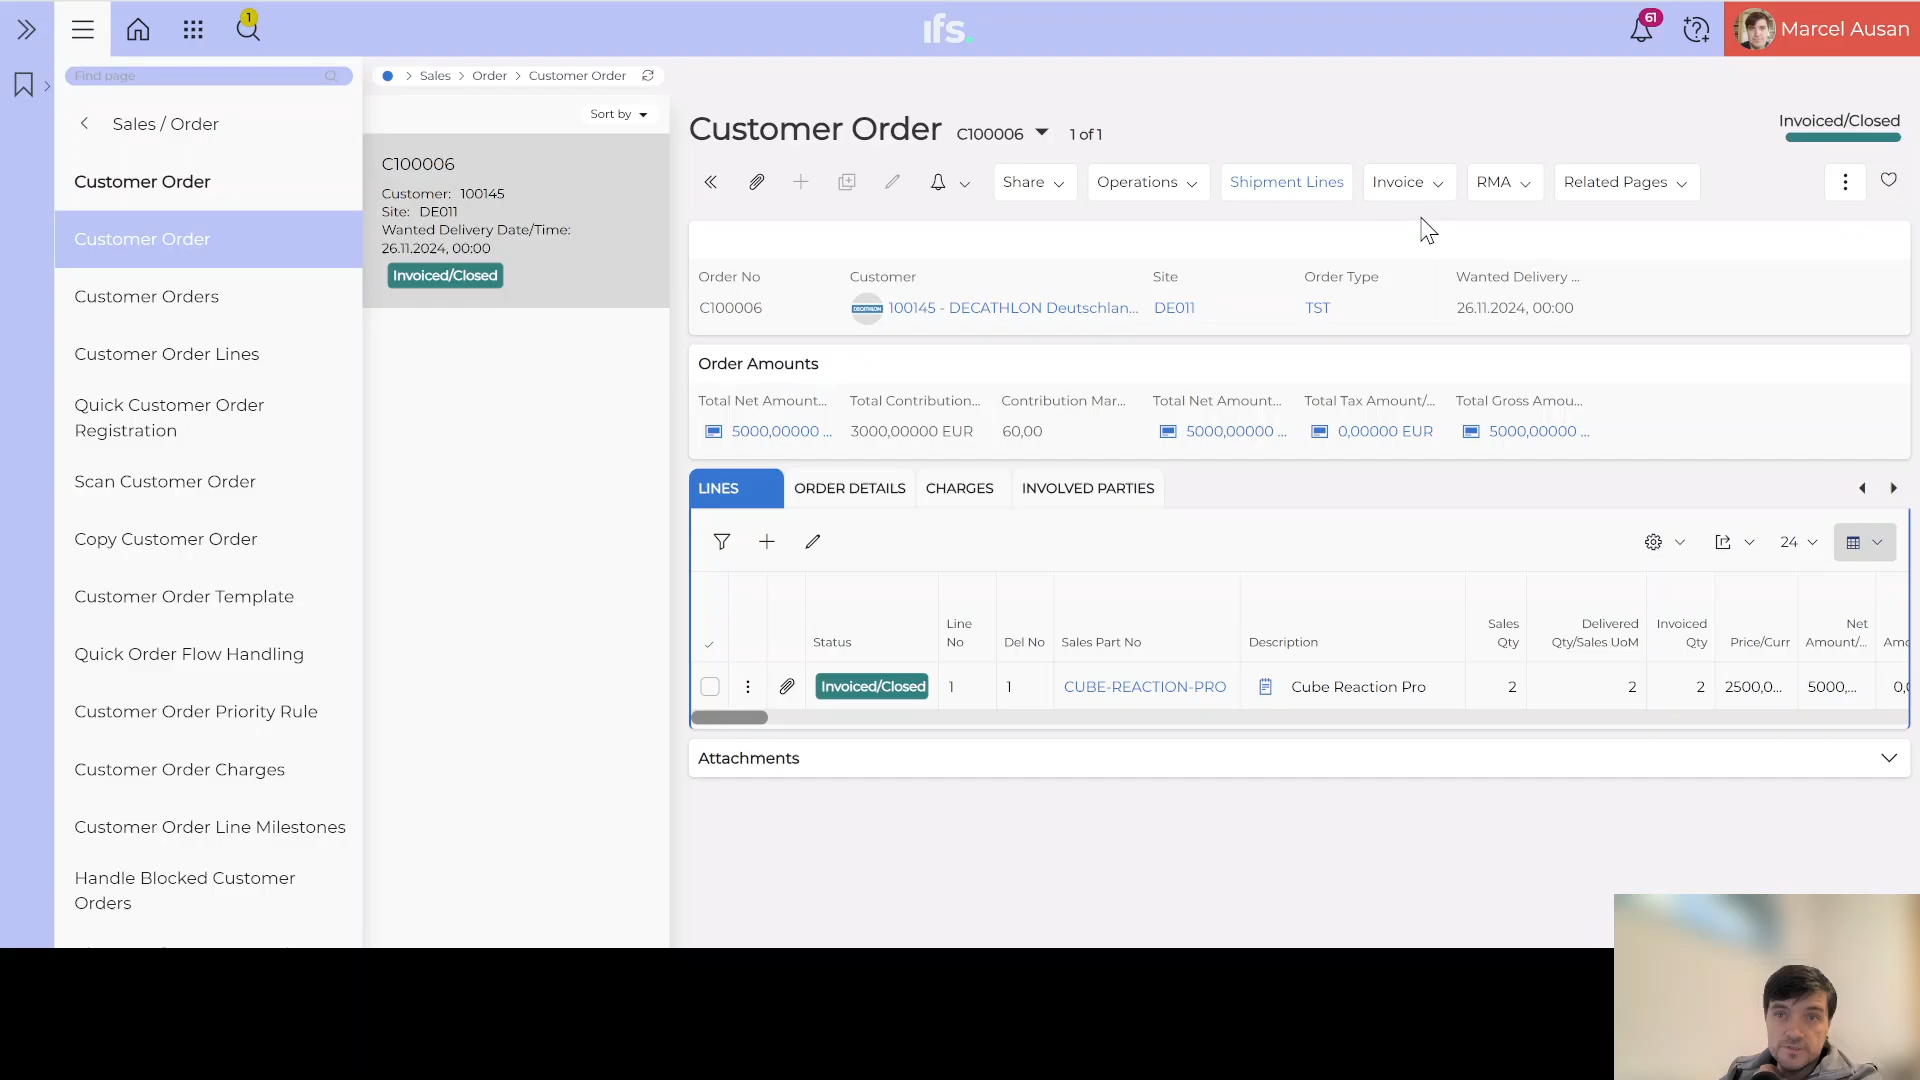 1
ifs.
61
Marcel Ausan
Find page
Sales > Order > Customer Order
Sort by
Sales / Order
Customer Order
Customer Order
Customer Orders
Customer Order Lines
Quick Customer Order
Registration
Scan Customer Order
Copy Customer Order
Customer Order Template
Quick Order Flow Handling
Customer Order Priority Rule
Customer Order Charges
Customer Order Line Milestones
Handle Blocked Customer
Orders
C100006
Customer: 100145
Site: DE011
Wanted Delivery Date/Time:
26.11.2024, 00:00
Invoiced/Closed
Customer Order C100006 1 of 1
Invoiced/Closed
Share Operations Shipment Lines Invoice RMA Related Pages
Order No Customer Site Order Type Wanted Delivery ...
C100006 DECATHLON 100145 - DECATHLON Deutschlan... DE011 TST 26.11.2024, 00:00
Order Amounts
Total Net Amount... Total Contribution... Contribution Mar... Total Net Amount... Total Tax Amount/... Total Gross Amou...
5000,00000 ... 3000,00000 EUR 60,00 5000,00000 ... 0,00000 EUR 5000,00000 ...
LINES ORDER DETAILS CHARGES INVOLVED PARTIES
24
Status Line No Del No Sales Part No Description Sales Qty Delivered Qty/Sales UoM Invoiced Qty Price/Curr Net Amount/...
Invoiced/Closed 1 1 CUBE-REACTION-PRO Cube Reaction Pro 2 2 2 2500,0... 5000,...
Attachments